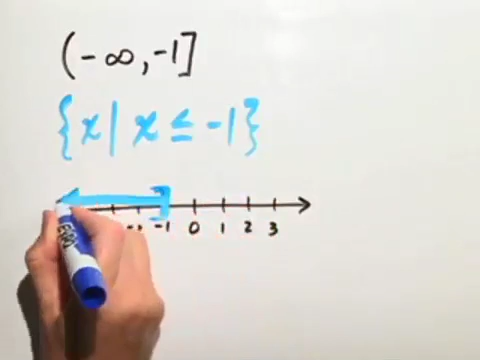 (-∞, -1]
{x | x ≤ -1}
-1 0 1 2 3